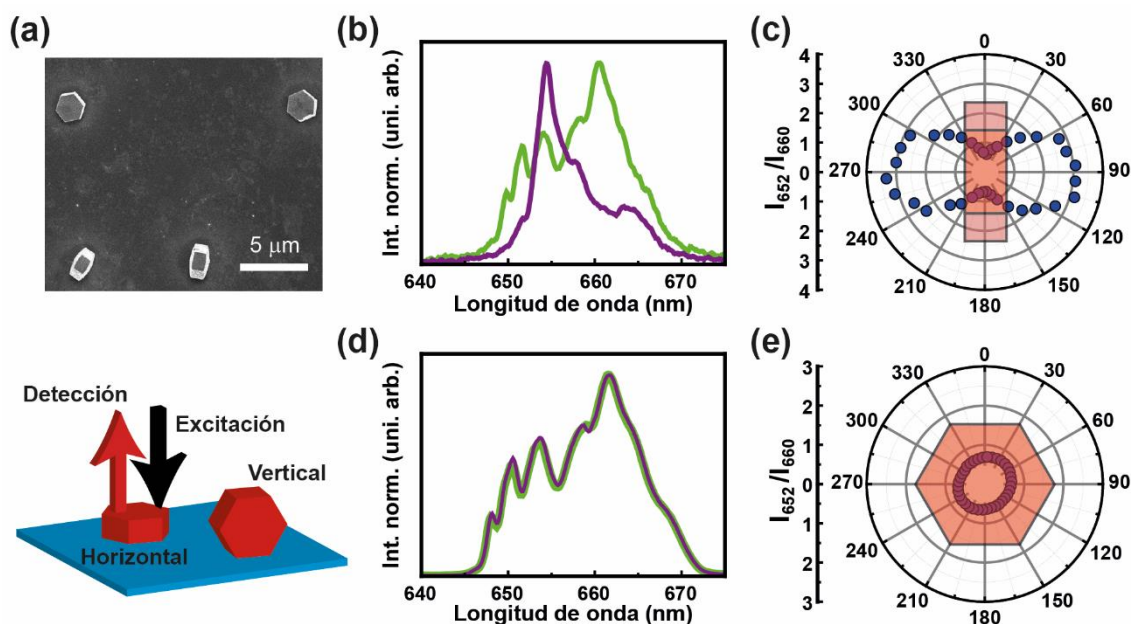 (a)
5 μm
Detección
Excitación
Vertical
Horizontal
(b)
Int. norm. (uni. arb.)
640 650 660 670
Longitud de onda (nm)
(c)
I652 /I660
4
3
2
1
0
1
2
3
4
0
30
60
90
120
150
180
210
240
270
300
330
(d)
Int. norm. (uni. arb.)
640 650 660 670
Longitud de onda (nm)
(e)
I652 /I660
3
2
1
0
1
2
3
0
30
60
90
120
150
180
210
240
270
300
330